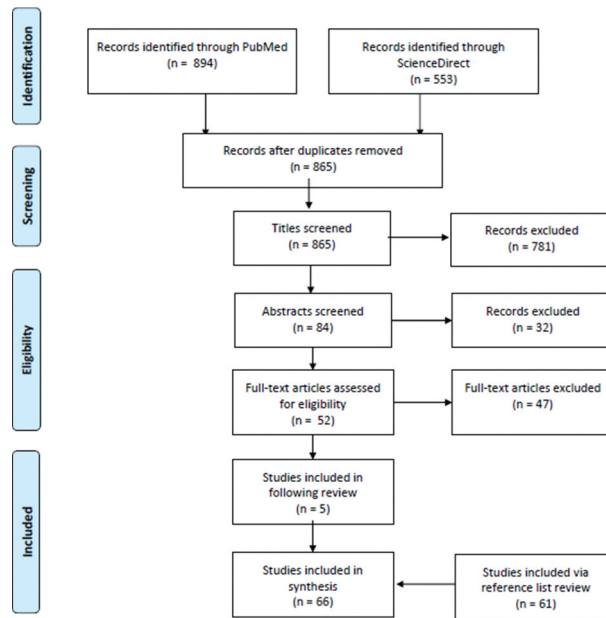 Identification
Records identified through PubMed
(n = 894)
Records identified through
ScienceDirect
(n = 553)
Records after duplicates removed
(n = 865)
Screening
Titles screened
(n = 865)
Records excluded
(n = 781)
Eligibility
Abstracts screened
(n = 84)
Records excluded
(n = 32)
Full-text articles assessed
for eligibility
(n = 52)
Full-text articles excluded
(n = 47)
Included
Studies included in
following review
(n = 5)
Studies included in
synthesis
(n = 66)
Studies included via
reference list review
(n = 61)